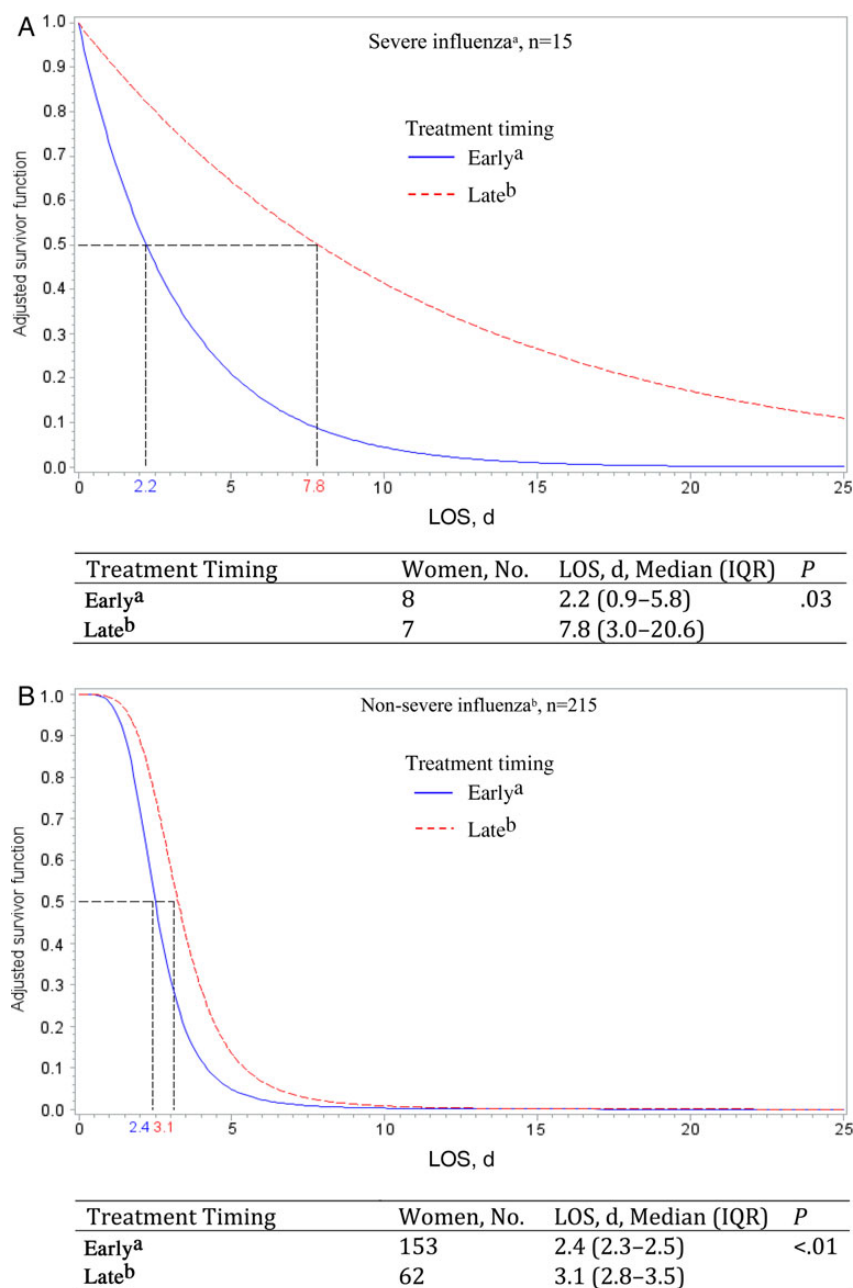 A
Severe influenzaᵃ, n=15
Treatment timing
Earlyᵃ
Lateᵇ
Adjusted survivor function
1.0
0.9
0.8
0.7
0.6
0.5
0.4
0.3
0.2
0.1
0.0
0 5 10 15 20 25
2.2 7.8
LOS, d
Treatment Timing Women, No. LOS, d, Median (IQR) P
Earlyᵃ 8 2.2 (0.9–5.8) .03
Lateᵇ 7 7.8 (3.0–20.6)
B
Non-severe influenzaᵇ, n=215
Treatment timing
Earlyᵃ
Lateᵇ
Adjusted survivor function
1.0
0.9
0.8
0.7
0.6
0.5
0.4
0.3
0.2
0.1
0.0
0 5 10 15 20 25
2.4 3.1
LOS, d
Treatment Timing Women, No. LOS, d, Median (IQR) P
Earlyᵃ 153 2.4 (2.3–2.5) <.01
Lateᵇ 62 3.1 (2.8–3.5)